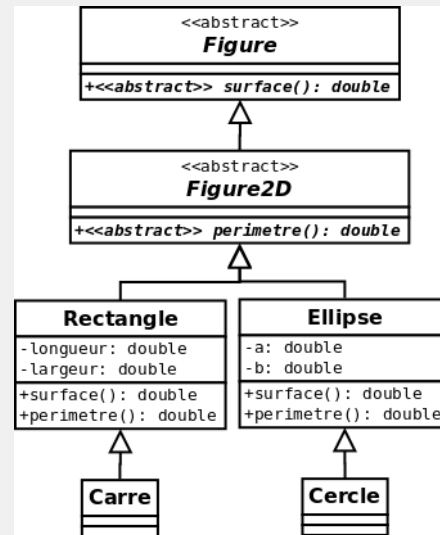 <<abstract>>
Figure
+<<abstract>> surface(): double
<<abstract>>
Figure2D
+<<abstract>> perimetre(): double
Rectangle
-longueur: double
-largeur: double
+surface(): double
+perimetre(): double
Ellipse
-a: double
-b: double
+surface(): double
+perimetre(): double
Carre
Cercle